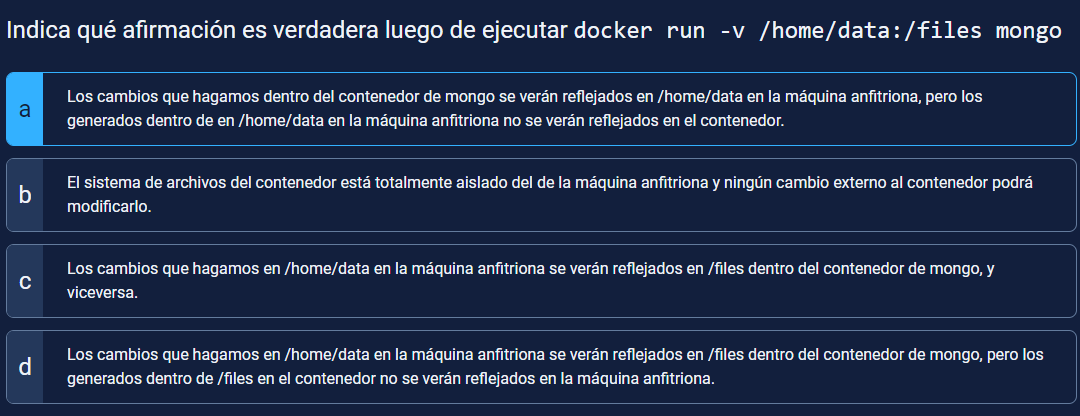 Indica qué afirmación es verdadera luego de ejecutar docker run -v /home/data:/files mongo
a
Los cambios que hagamos dentro del contenedor de mongo se verán reflejados en /home/data en la máquina anfitriona, pero los
generados dentro de en /home/data en la máquina anfitriona no se verán reflejados en el contenedor.
b
El sistema de archivos del contenedor está totalmente aislado del de la máquina anfitriona y ningún cambio externo al contenedor podrá
modificarlo.
c
Los cambios que hagamos en /home/data en la máquina anfitriona se verán reflejados en /files dentro del contenedor de mongo, y
viceversa.
d
Los cambios que hagamos en /home/data en la máquina anfitriona se verán reflejados en /files dentro del contenedor de mongo, pero los
generados dentro de /files en el contenedor no se verán reflejados en la máquina anfitriona.